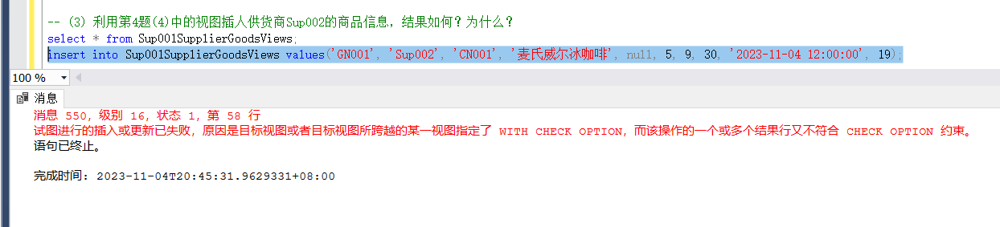 -- (3) 利用第4题(4)中的视图插人供货商Sup002的商品信息，结果如何？为什么？
select * from Sup001SupplierGoodsViews;
insert into Sup001SupplierGoodsViews values('GN001', 'Sup002', 'CN001', '麦氏威尔冰咖啡', null, 5, 9, 30, '2023-11-04 12:00:00', 19);
100 %
消息
消息 550，级别 16，状态 1，第 58 行
试图进行的插入或更新已失败，原因是目标视图或者目标视图所跨越的某一视图指定了 WITH CHECK OPTION，而该操作的一个或多个结果行又不符合 CHECK OPTION 约束。
语句已终止。
完成时间: 2023-11-04T20:45:31.9629331+08:00